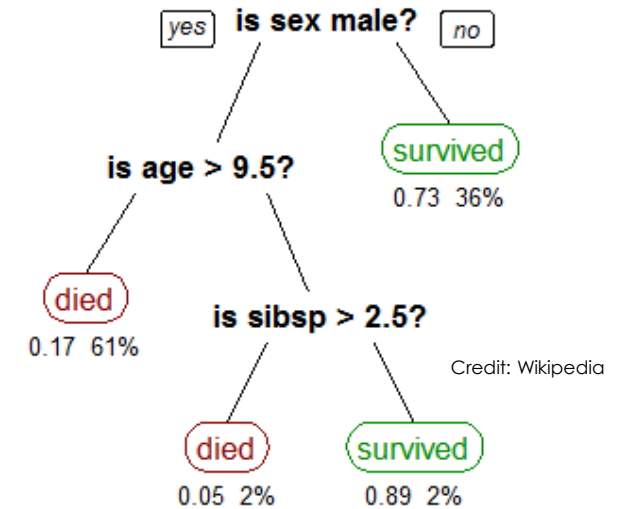 yes is sex male? no
survived
0.73 36%
is age > 9.5?
died
0.17 61%
is sibsp > 2.5?
Credit: Wikipedia
died survived
0.05 2% 0.89 2%